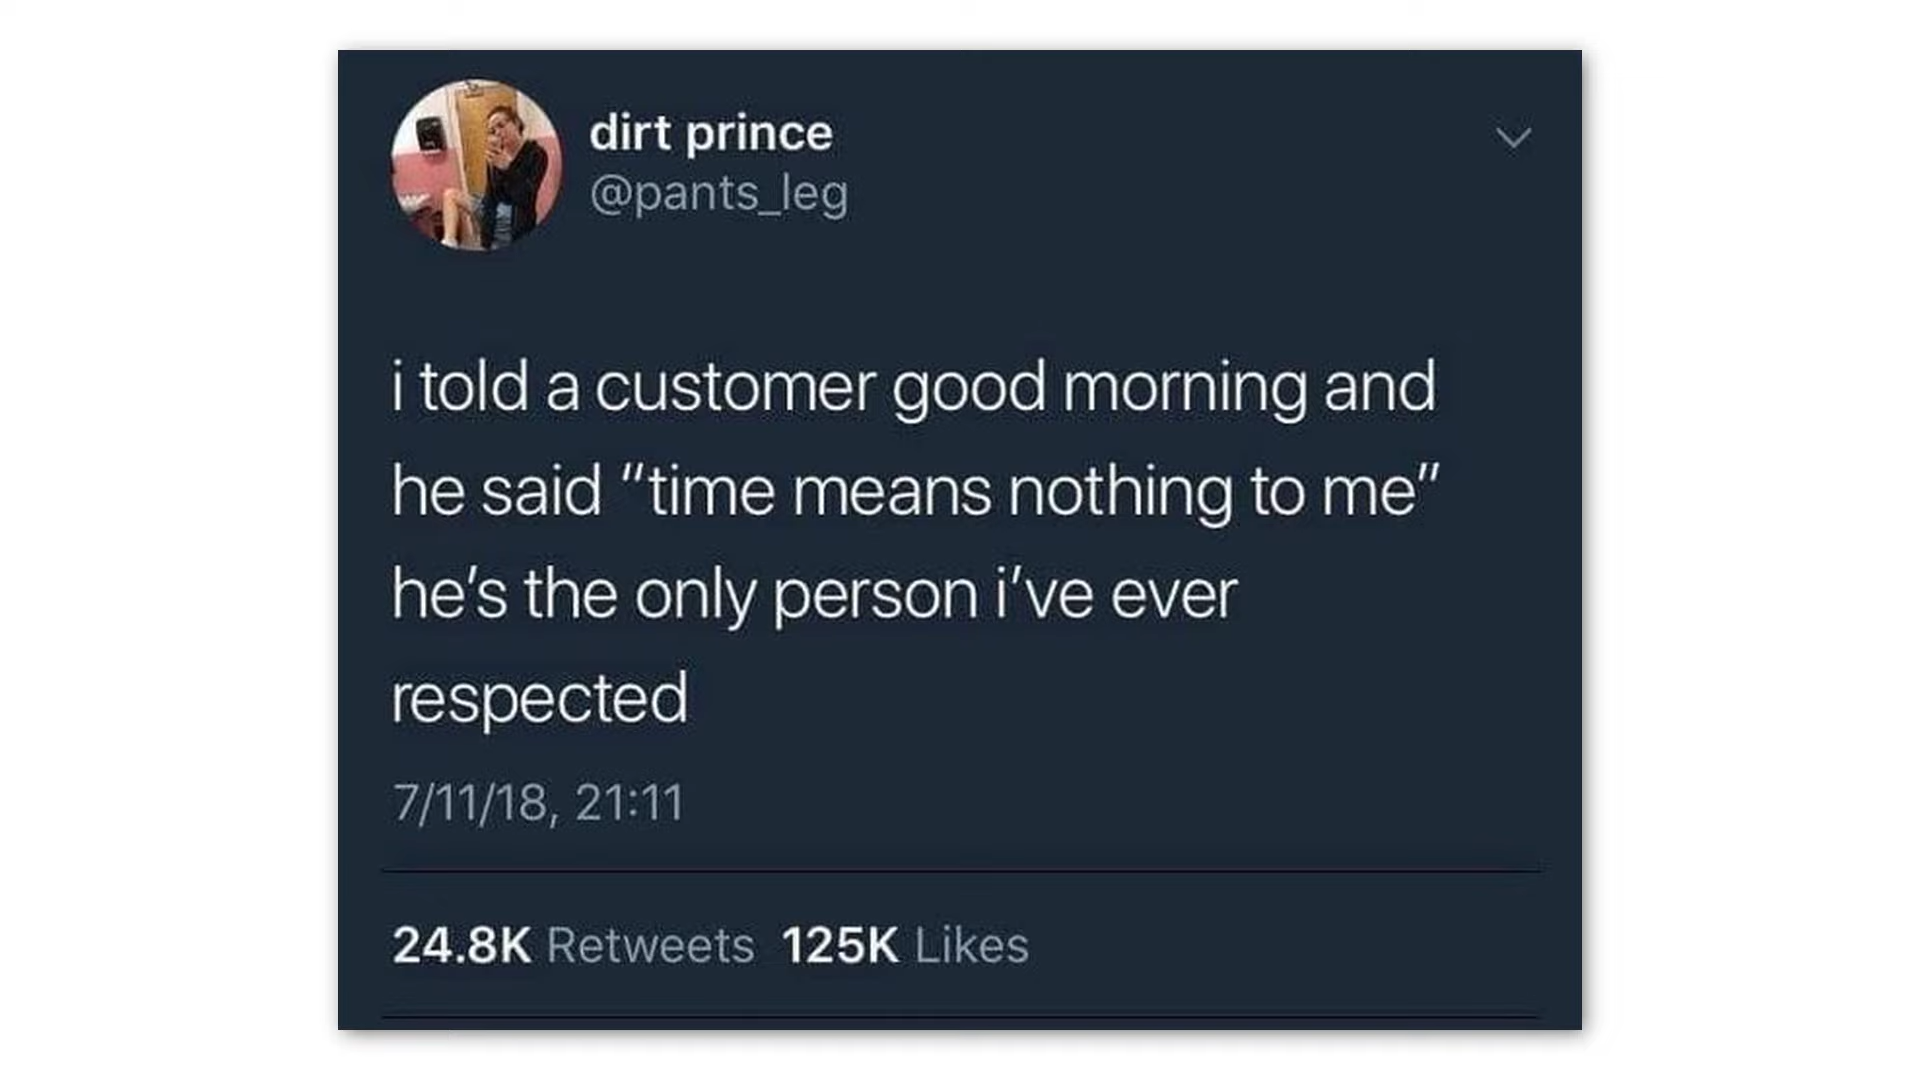 dirt prince
@pants_leg
i told a customer good morning and
he said “time means nothing to me”
he’s the only person i’ve ever
respected
7/11/18, 21:11
24.8K Retweets 125K Likes